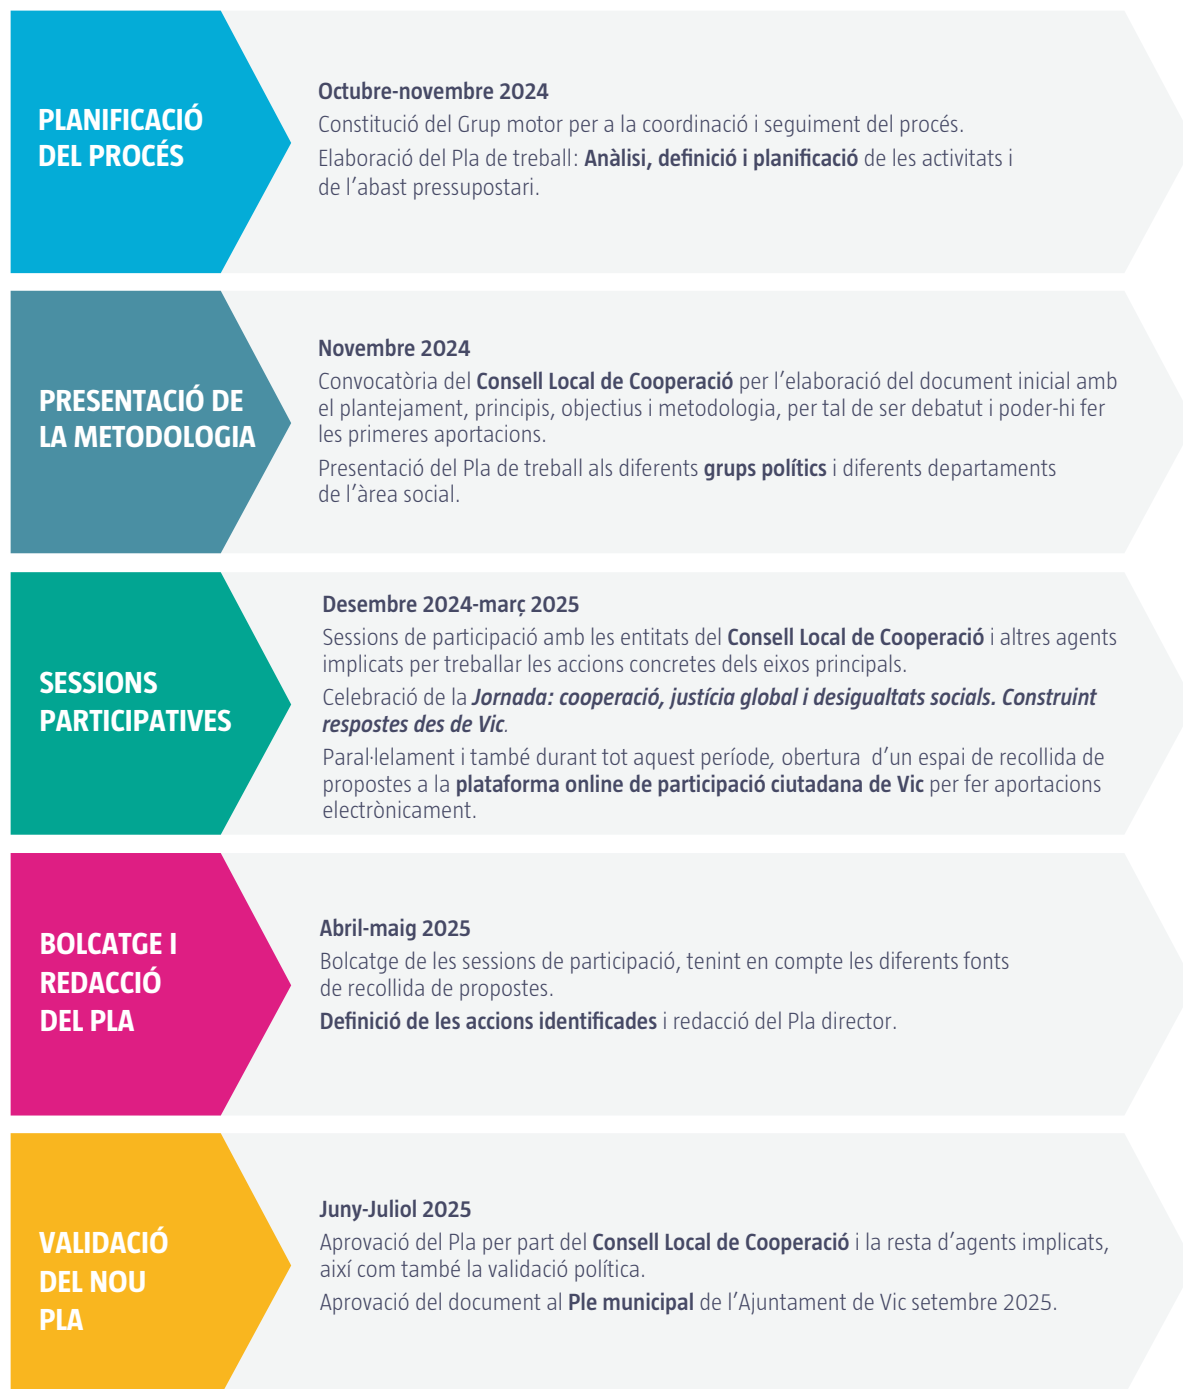 PLANIFICACIÓ
DEL PROCÉS
Octubre-novembre 2024
Constitució del Grup motor per a la coordinació i seguiment del procés.
Elaboració del Pla de treball: Anàlisi, definició i planificació de les activitats i
de l’abast pressupostari.
PRESENTACIÓ DE
LA METODOLOGIA
Novembre 2024
Convocatòria del Consell Local de Cooperació per l’elaboració del document inicial amb
el plantejament, principis, objectius i metodologia, per tal de ser debatut i poder-hi fer
les primeres aportacions.
Presentació del Pla de treball als diferents grups polítics i diferents departaments
de l’àrea social.
SESSIONS
PARTICIPATIVES
Desembre 2024-març 2025
Sessions de participació amb les entitats del Consell Local de Cooperació i altres agents
implicats per treballar les accions concretes dels eixos principals.
Celebració de la Jornada: cooperació, justícia global i desigualtats socials. Construint
respostes des de Vic.
Paral·lelament i també durant tot aquest període, obertura d’un espai de recollida de
propostes a la plataforma online de participació ciutadana de Vic per fer aportacions
electrònicament.
BOLCATGE I
REDACCIÓ
DEL PLA
Abril-maig 2025
Bolcatge de les sessions de participació, tenint en compte les diferents fonts
de recollida de propostes.
Definició de les accions identificades i redacció del Pla director.
VALIDACIÓ
DEL NOU
PLA
Juny-Juliol 2025
Aprovació del Pla per part del Consell Local de Cooperació i la resta d’agents implicats,
així com també la validació política.
Aprovació del document al Ple municipal de l’Ajuntament de Vic setembre 2025.